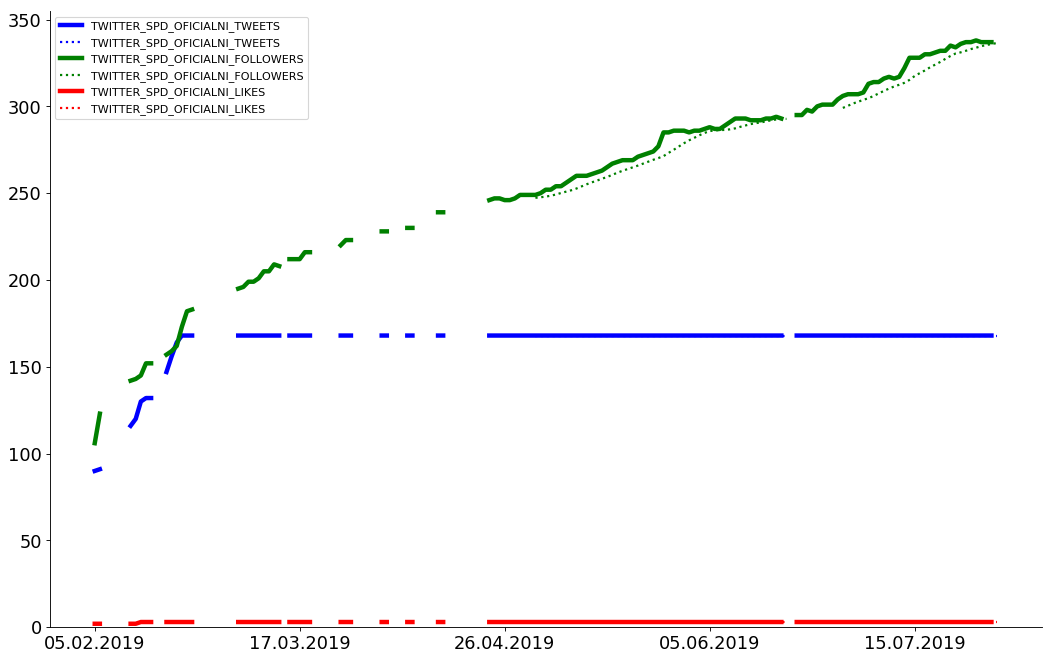 350
300
250
200
150
100
50
0
TWITTER_SPD_OFICIALNI_TWEETS
TWITTER_SPD_OFICIALNI_TWEETS
TWITTER_SPD_OFICIALNI_FOLLOWERS
TWITTER_SPD_OFICIALNI_FOLLOWERS
TWITTER_SPD_OFICIALNI_LIKES
TWITTER_SPD_OFICIALNI_LIKES
05.02.2019 17.03.2019 26.04.2019 05.06.2019 15.07.2019